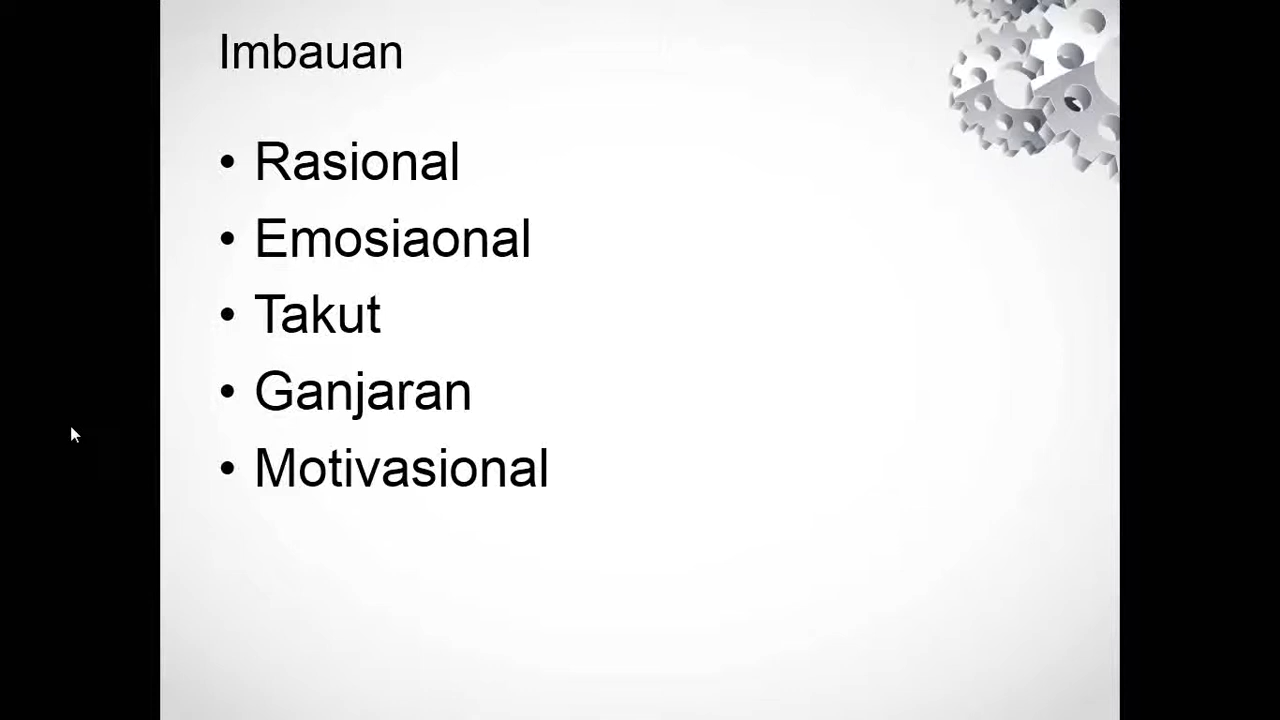 Imbauan
• Rasional
• Emosiaonal
• Takut
• Ganjaran
• Motivasional